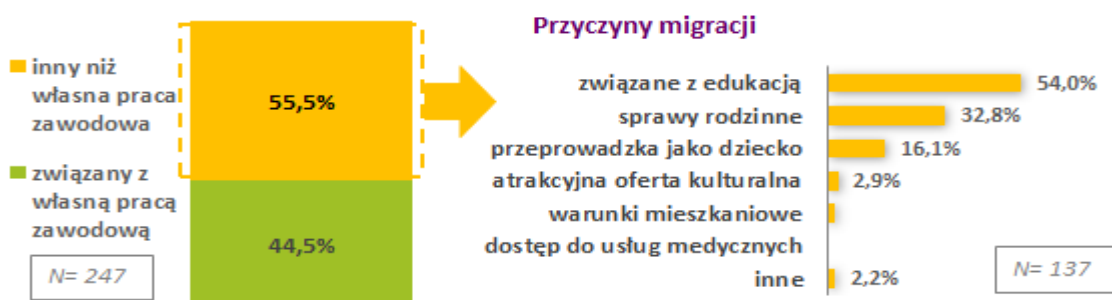 Przyczyny migracji
inny niż
własna praca
zawodowa
związany z
własną pracą
zawodową
55,5%
44,5%
N= 247
związane z edukacją 54,0%
sprawy rodzinne 32,8%
przeprowadzka jako dziecko 16,1%
atrakcyjna oferta kulturalna 2,9%
warunki mieszkaniowe
dostęp do usług medycznych
inne 2,2%
N= 137